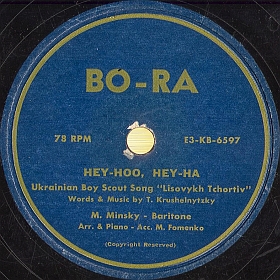 BO-RA
78 RPM E3-KB-6597
HEY-HOO, HEY-HA
Ukrainian Boy Scout Song "Lisovykh Tchortiv"
Words & Music by T. Krushelnytzky
M. Minsky - Baritone
Arr. & Piano - Acc. M. Fomenko
(Copyright Reserved)